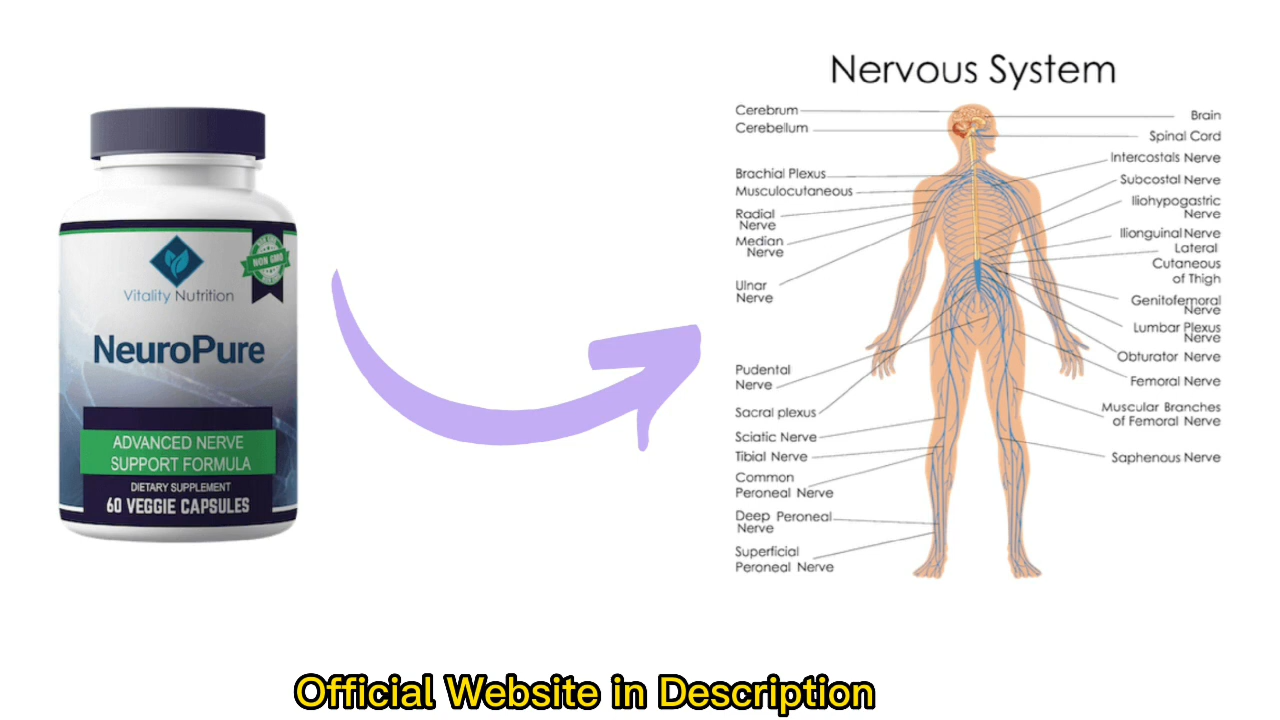 Vitality Nutrition
NON GMO
NeuroPure
ADVANCED NERVE
SUPPORT FORMULA
DIETARY SUPPLEMENT
60 VEGGIE CAPSULES
Nervous System
Cerebrum
Cerebellum
Brachial Plexus
Musculocutaneous
Radial
Nerve
Median
Nerve
Ulnar
Nerve
Pudental
Nerve
Sacral plexus
Sciatic Nerve
Tibial Nerve
Common
Peroneal Nerve
Deep Peroneal
Nerve
Superficial
Peroneal Nerve
Brain
Spinal Cord
Intercostals Nerve
Subcostal Nerve
Iliohypogastric
Nerve
Ilionguinal Nerve
Lateral
Cutaneous
of Thigh
Genitofemoral
Nerve
Lumbar Plexus
Nerve
Obturator Nerve
Femoral Nerve
Muscular Branches
of Femoral Nerve
Saphenous Nerve
Official Website in Description